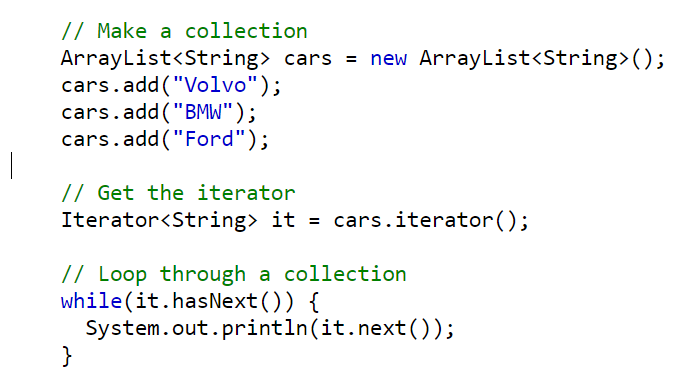 // Make a collection
ArrayList<String> cars = new ArrayList<String>();
cars.add("Volvo");
cars.add("BMW");
cars.add("Ford");
// Get the iterator
Iterator<String> it = cars.iterator();
// Loop through a collection
while(it.hasNext()) {
  System.out.println(it.next());
}